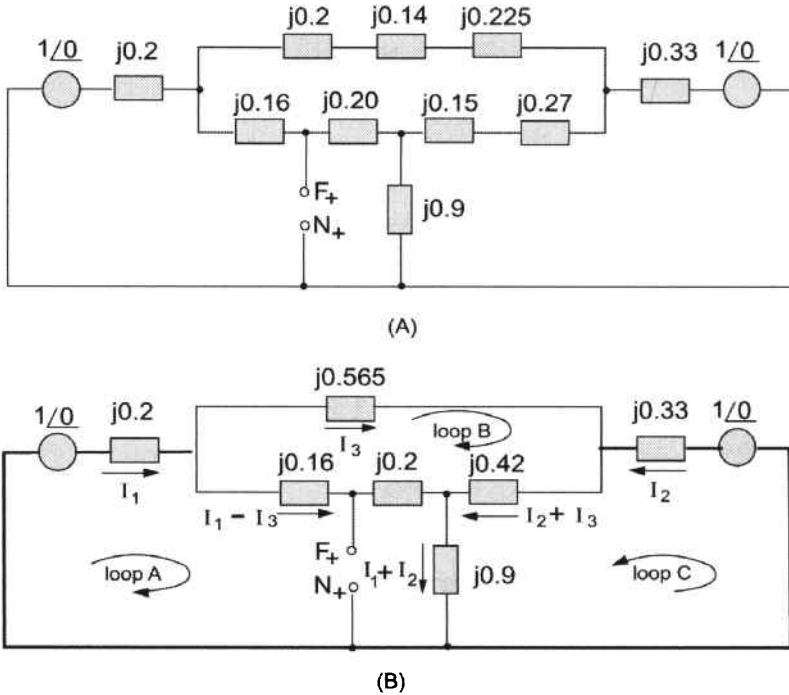 j0.2 j0.14 j0.225
1/0 j0.2 j0.33 1/0
j0.16 j0.20 j0.15 j0.27
F+
N+
j0.9
(A)
j0.565
1/0 j0.2 j0.33 1/0
I3 loop B
j0.16 j0.2 j0.42
I1 I2
I1 − I3 I2 + I3
F+
loop A N+ I1 + I2 j0.9 loop C
(B)